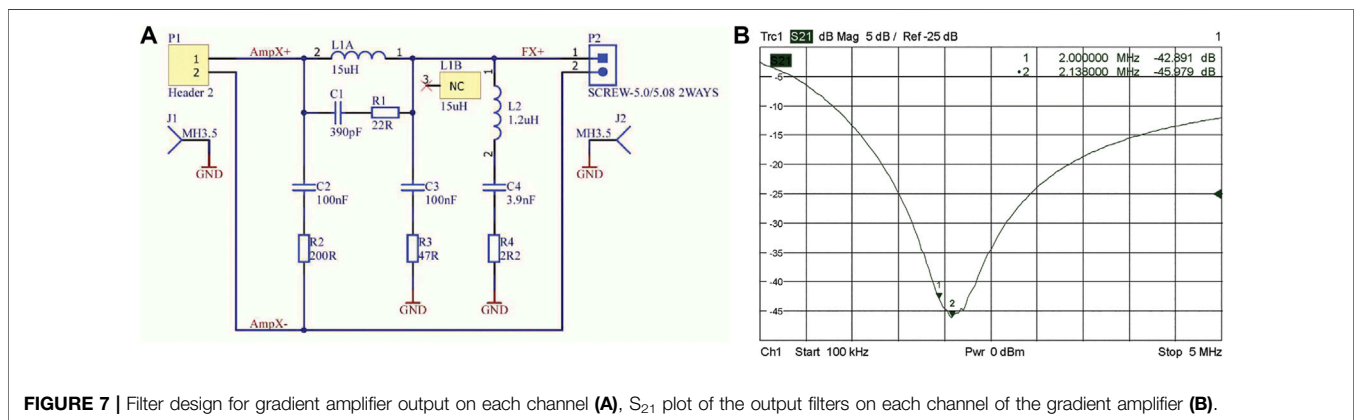 A
P1
1
2
Header 2
AmpX+
2
L1A
1
15uH
C1
390pF
R1
22R
L1B
3
NC
15uH
FX+
1
L2
1.2uH
2
P2
1
2
SCREW-5.0/5.08 2WAYS
J1
MH3.5
GND
J2
MH3.5
GND
C2
100nF
C3
100nF
C4
3.9nF
R2
200R
R3
47R
R4
2R2
GND
GND
AmpX-
B
Trc1 S21 dB Mag 5 dB / Ref -25 dB
1
S21
1 2.000000 MHz -42.891 dB
•2 2.138000 MHz -45.979 dB
-5
-10
-15
-20
-25
-30
-35
-40
-45
1
2
Ch1 Start 100 kHz Pwr 0 dBm Stop 5 MHz
FIGURE 7 | Filter design for gradient amplifier output on each channel (A), S21 plot of the output filters on each channel of the gradient amplifier (B).